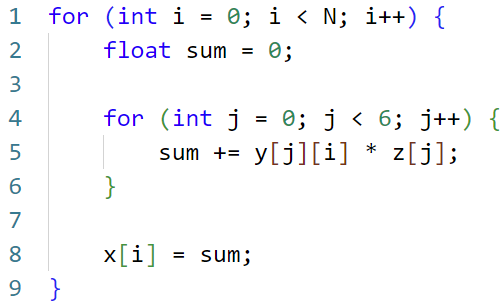 1 for (int i = 0; i < N; i++) {
2     float sum = 0;
3
4     for (int j = 0; j < 6; j++) {
5         sum += y[j][i] * z[j];
6     }
7
8     x[i] = sum;
9 }